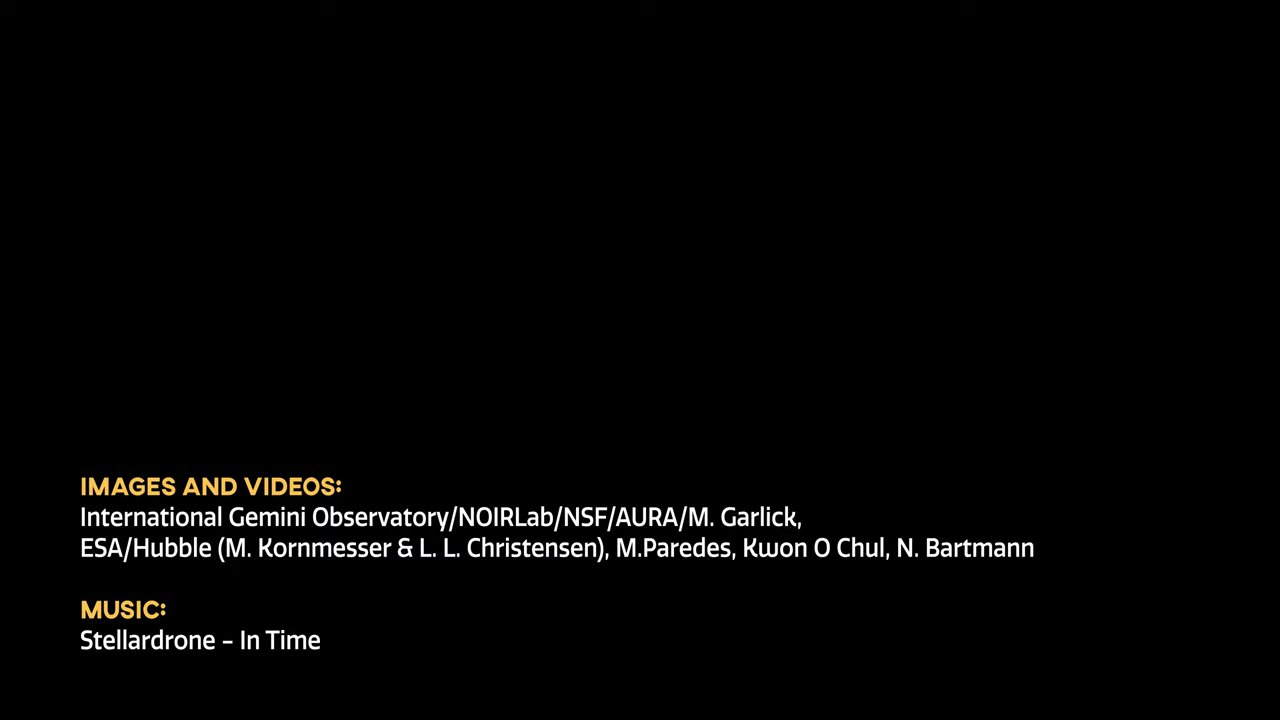 IMAGES AND VIDEOS:
International Gemini Observatory/NOIRLab/NSF/AURA/M. Garlick,
ESA/Hubble (M. Kornmesser & L. L. Christensen), M.Paredes, Kwon O Chul, N. Bartmann
MUSIC:
Stellardrone – In Time